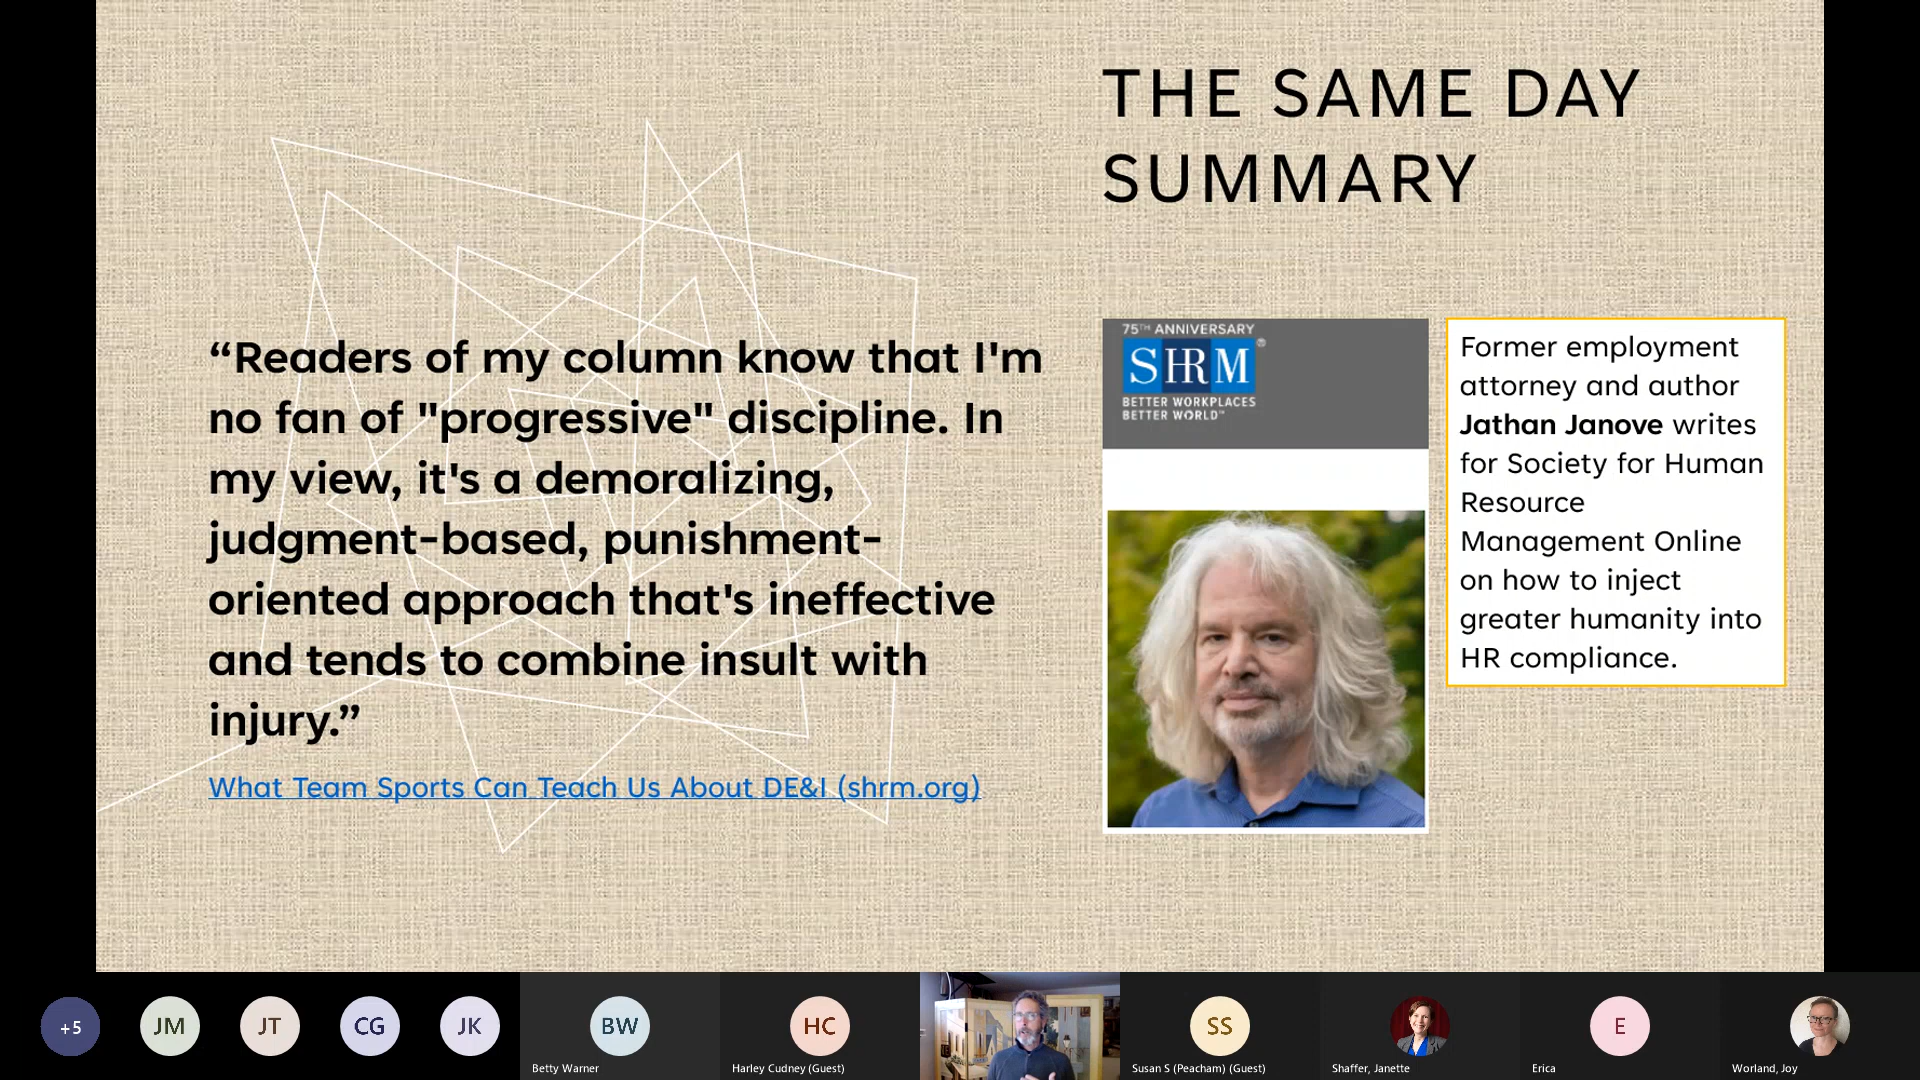 THE SAME DAY
SUMMARY
“Readers of my column know that I'm
no fan of "progressive" discipline. In
my view, it's a demoralizing,
judgment-based, punishment-
oriented approach that's ineffective
and tends to combine insult with
injury.”
What Team Sports Can Teach Us About DE&I (shrm.org)
75TH ANNIVERSARY
SHRM®
BETTER WORKPLACES
BETTER WORLD™
Former employment
attorney and author
Jathan Janove writes
for Society for Human
Resource
Management Online
on how to inject
greater humanity into
HR compliance.
+5
JM
JT
CG
JK
BW
Betty Warner
HC
Harley Cudney (Guest)
SS
Susan S (Peacham) (Guest)
Shaffer, Janette
E
Erica
Worland, Joy